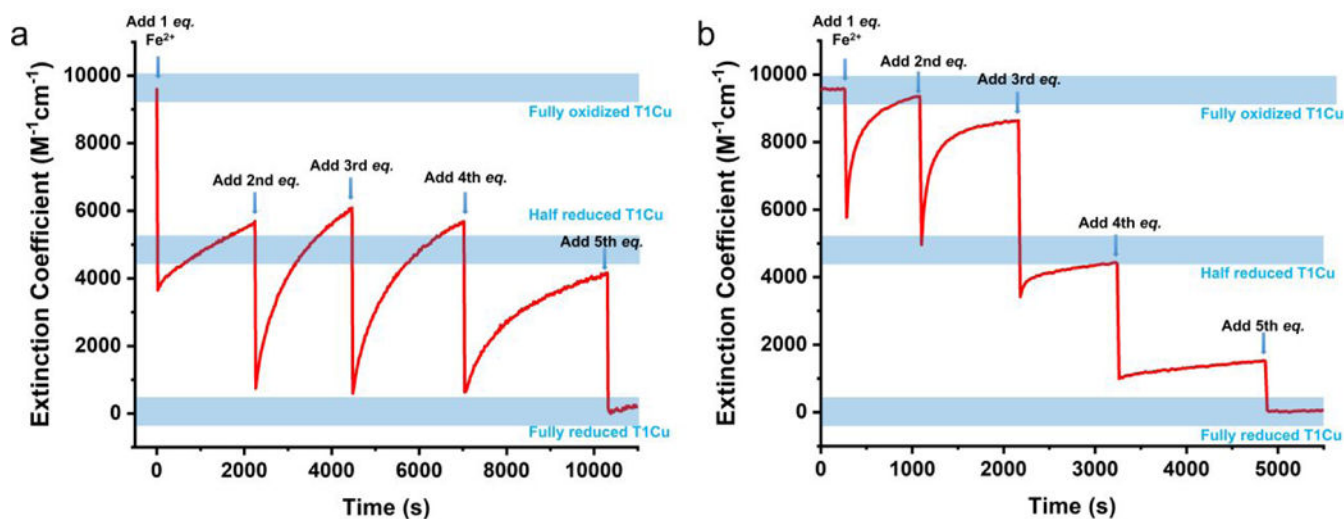 a
Add 1 eq.
Fe²⁺
Add 2nd eq.
Add 3rd eq.
Add 4th eq.
Add 5th eq.
Fully oxidized T1Cu
Half reduced T1Cu
Fully reduced T1Cu
Extinction Coefficient (M⁻¹cm⁻¹)
10000
8000
6000
4000
2000
0
0 2000 4000 6000 8000 10000
Time (s)
b
Add 1 eq.
Fe²⁺
Add 2nd eq.
Add 3rd eq.
Add 4th eq.
Add 5th eq.
Fully oxidized T1Cu
Half reduced T1Cu
Fully reduced T1Cu
Extinction Coefficient (M⁻¹cm⁻¹)
10000
8000
6000
4000
2000
0
0 1000 2000 3000 4000 5000
Time (s)